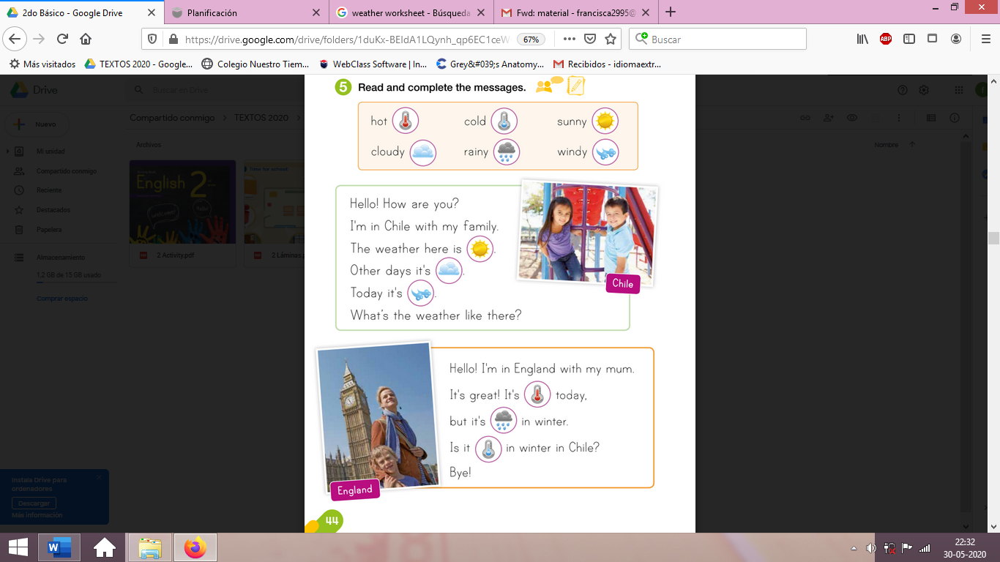 2do Básico - Google Drive
Planificación
weather worksheet - Búsqueda
Fwd: material - francisca2995@
https://drive.google.com/drive/folders/1duKx-BEIdA1LQynh_qp6EC1ceW
67%
Buscar
ABP
Más visitados
TEXTOS 2020 - Google...
Colegio Nuestro Tiem...
WebClass Software | In...
Grey&#039;s Anatomy...
Recibidos - idiomaextr...
Drive
Buscar en Drive
Nuevo
Compartido conmigo > TEXTOS 2020 >
Archivos
Nombre
Mi unidad
Compartido conmigo
Reciente
Destacados
Papelera
Almacenamiento
1,2 GB de 15 GB usado
Comprar espacio
English 2
2 Activity.pdf
Time for school!
2 Láminas.p
Instala Drive para
ordenadores
Descargar
Más información
5 Read and complete the messages.
hot cold sunny
cloudy rainy windy
Hello! How are you?
I'm in Chile with my family.
The weather here is .
Other days it's .
Today it's .
What's the weather like there?
Chile
Hello! I'm in England with my mum.
It's great! It's today,
but it's in winter.
Is it in winter in Chile?
Bye!
England
44
22:32
30-05-2020